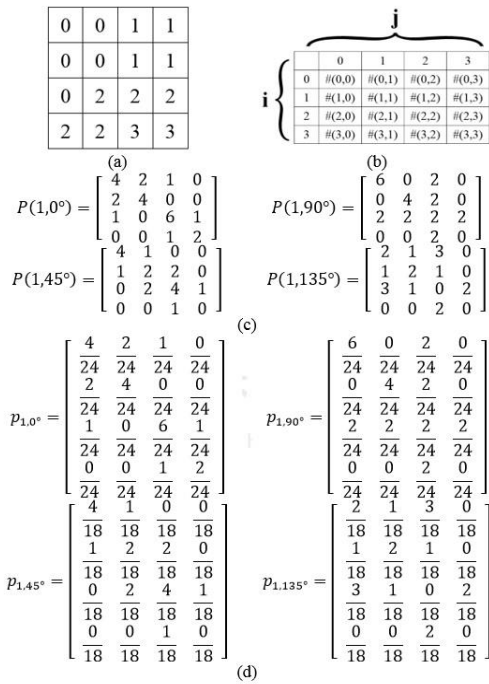 0 0 1 1
0 0 1 1
0 2 2 2
2 2 3 3
(a)
j
i
0 1 2 3
0 #(0,0) #(0,1) #(0,2) #(0,3)
1 #(1,0) #(1,1) #(1,2) #(1,3)
2 #(2,0) #(2,1) #(2,2) #(2,3)
3 #(3,0) #(3,1) #(3,2) #(3,3)
(b)
P(1,0°) =
4 2 1 0
2 4 0 0
1 0 6 1
0 0 1 2
P(1,90°) =
6 0 2 0
0 4 2 0
2 2 2 2
0 0 2 0
P(1,45°) =
4 1 0 0
1 2 2 0
0 2 4 1
0 0 1 0
P(1,135°) =
2 1 3 0
1 2 1 0
3 1 0 2
0 0 2 0
(c)
p1,0° =
4 2 1 0
24 24 24 24
2 4 0 0
24 24 24 24
1 0 6 1
24 24 24 24
0 0 1 2
24 24 24 24
p1,90° =
6 0 2 0
24 24 24 24
0 4 2 0
24 24 24 24
2 2 2 2
24 24 24 24
0 0 2 0
24 24 24 24
p1,45° =
4 1 0 0
18 18 18 18
1 2 2 0
18 18 18 18
0 2 4 1
18 18 18 18
0 0 1 0
18 18 18 18
p1,135° =
2 1 3 0
18 18 18 18
1 2 1 0
18 18 18 18
3 1 0 2
18 18 18 18
0 0 2 0
18 18 18 18
(d)